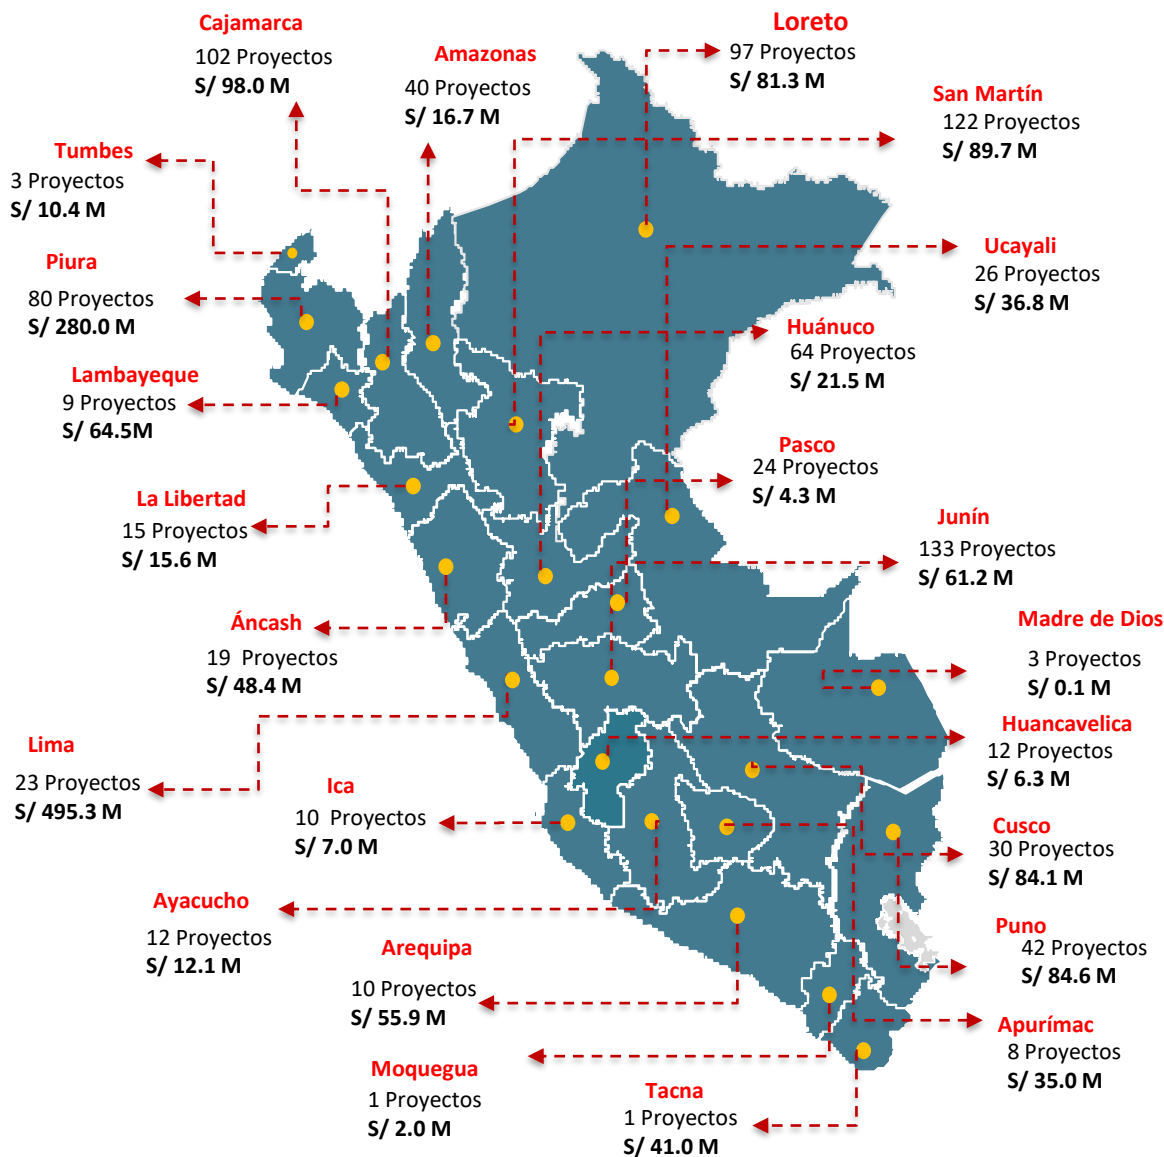 Cajamarca
102 Proyectos
S/ 98.0 M
Amazonas
40 Proyectos
S/ 16.7 M
Loreto
97 Proyectos
S/ 81.3 M
San Martín
122 Proyectos
S/ 89.7 M
Tumbes
3 Proyectos
S/ 10.4 M
Piura
80 Proyectos
S/ 280.0 M
Ucayali
26 Proyectos
S/ 36.8 M
Huánuco
64 Proyectos
S/ 21.5 M
Lambayeque
9 Proyectos
S/ 64.5M
Pasco
24 Proyectos
S/ 4.3 M
La Libertad
15 Proyectos
S/ 15.6 M
Junín
133 Proyectos
S/ 61.2 M
Áncash
19 Proyectos
S/ 48.4 M
Madre de Dios
3 Proyectos
S/ 0.1 M
Lima
23 Proyectos
S/ 495.3 M
Huancavelica
12 Proyectos
S/ 6.3 M
Ica
10 Proyectos
S/ 7.0 M
Cusco
30 Proyectos
S/ 84.1 M
Ayacucho
12 Proyectos
S/ 12.1 M
Arequipa
10 Proyectos
S/ 55.9 M
Puno
42 Proyectos
S/ 84.6 M
Apurímac
8 Proyectos
S/ 35.0 M
Moquegua
1 Proyectos
S/ 2.0 M
Tacna
1 Proyectos
S/ 41.0 M